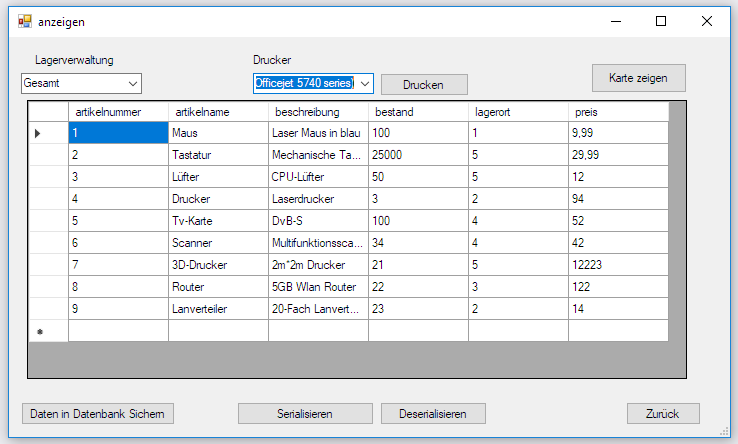 anzeigen
Lagerverwaltung Drucker
Gesamt Officejet 5740 series) Drucken Karte zeigen
artikelnummer artikelname beschreibung bestand lagerort preis
1 Maus Laser Maus in blau 100 1 9,99
2 Tastatur Mechanische Ta... 25000 5 29,99
3 Lüfter CPU-Lüfter 50 5 12
4 Drucker Laserdrucker 3 2 94
5 Tv-Karte DvB-S 100 4 52
6 Scanner Multifunktionssca... 34 4 42
7 3D-Drucker 2m*2m Drucker 21 5 12223
8 Router 5GB Wlan Router 22 3 122
9 Lanverteiler 20-Fach Lanvert... 23 2 14
Daten in Datenbank Sichern Serialisieren Deserialisieren Zurück